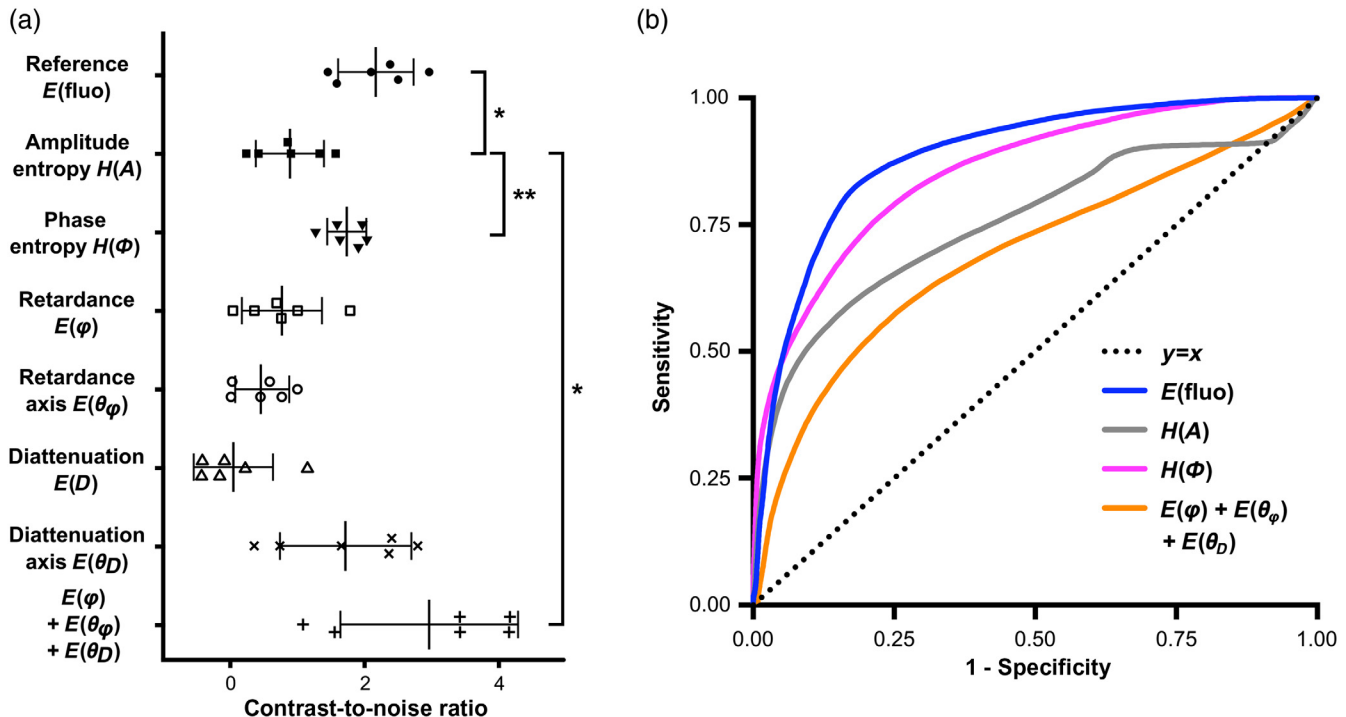 (a)
Reference
E(fluo)
Amplitude
entropy H(A)
Phase
entropy H(Φ)
Retardance
E(φ)
Retardance
axis E(θφ)
Diattenuation
E(D)
Diattenuation
axis E(θD)
E(φ)
+ E(θφ)
+ E(θD)
*
**
*
0 2 4
Contrast-to-noise ratio
(b)
1.00
0.75
0.50
0.25
0.00
Sensitivity
0.00 0.25 0.50 0.75 1.00
1 - Specificity
y=x
E(fluo)
H(A)
H(Φ)
E(φ) + E(θφ)
+ E(θD)